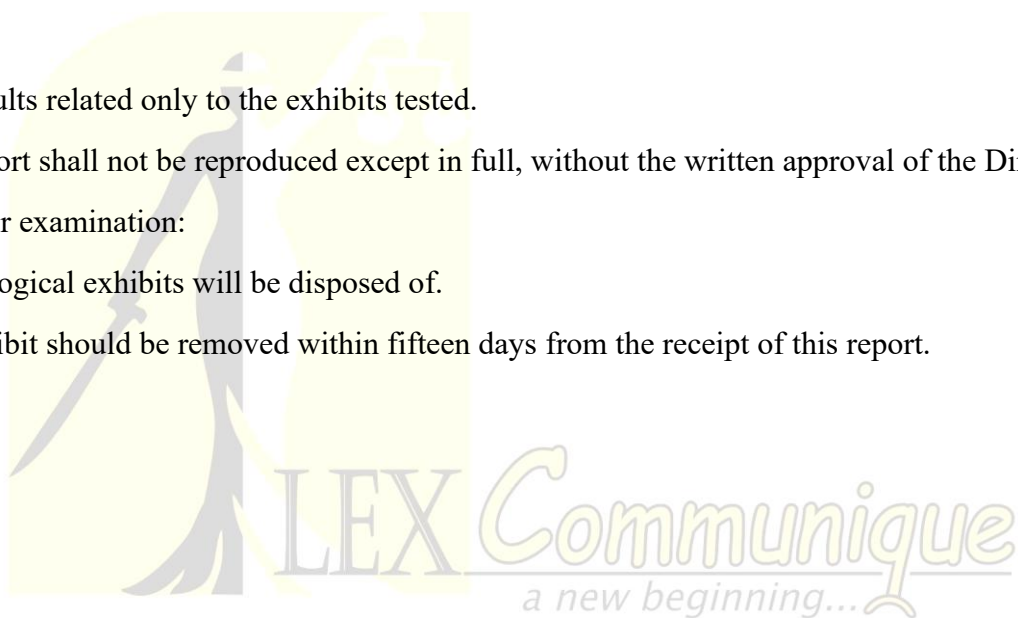 ults related only to the exhibits tested.
ort shall not be reproduced except in full, without the written approval of the Di
r examination:
ogical exhibits will be disposed of.
ibit should be removed within fifteen days from the receipt of this report.
LEX Communique
a new beginning...